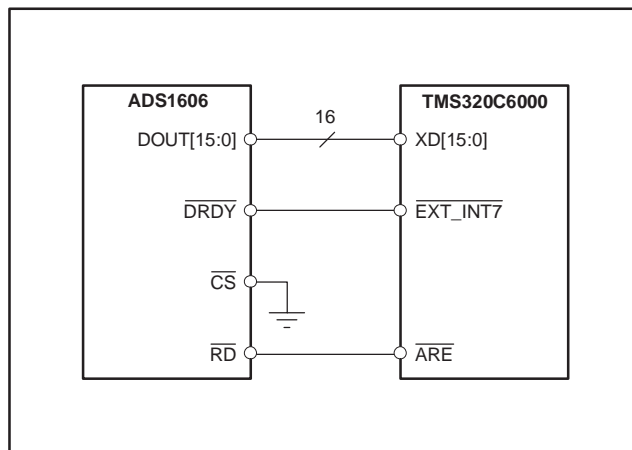 ADS1606 TMS320C6000
16
DOUT[15:0] XD[15:0]
DRDY EXT_INT7
CS
RD ARE